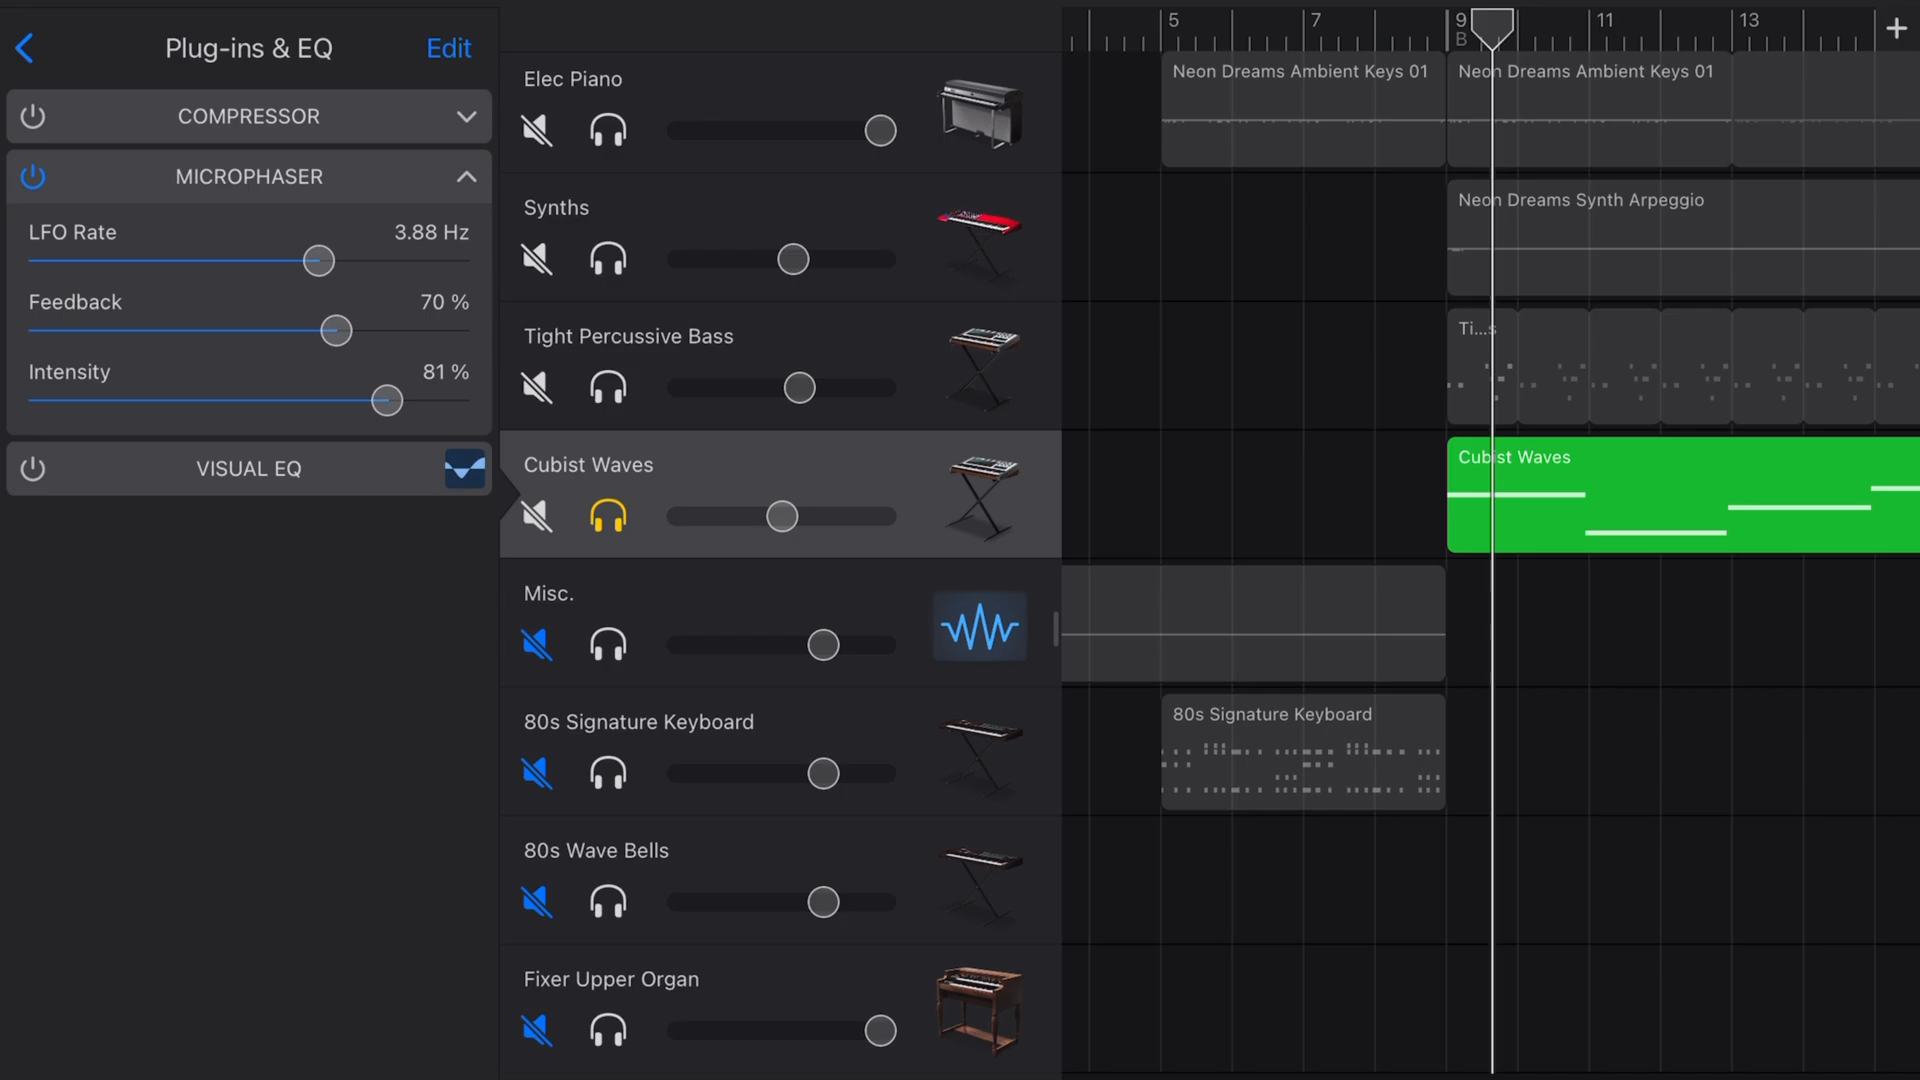 Plug-ins & EQ
Edit
COMPRESSOR
MICROPHASER
LFO Rate
3.88 Hz
Feedback
70 %
Intensity
81 %
VISUAL EQ
Elec Piano
Synths
Tight Percussive Bass
Cubist Waves
Misc.
80s Signature Keyboard
80s Wave Bells
Fixer Upper Organ
5
7
9
B
11
13
Neon Dreams Ambient Keys 01
Neon Dreams Ambient Keys 01
Neon Dreams Synth Arpeggio
Ti...s
Cubist Waves
80s Signature Keyboard